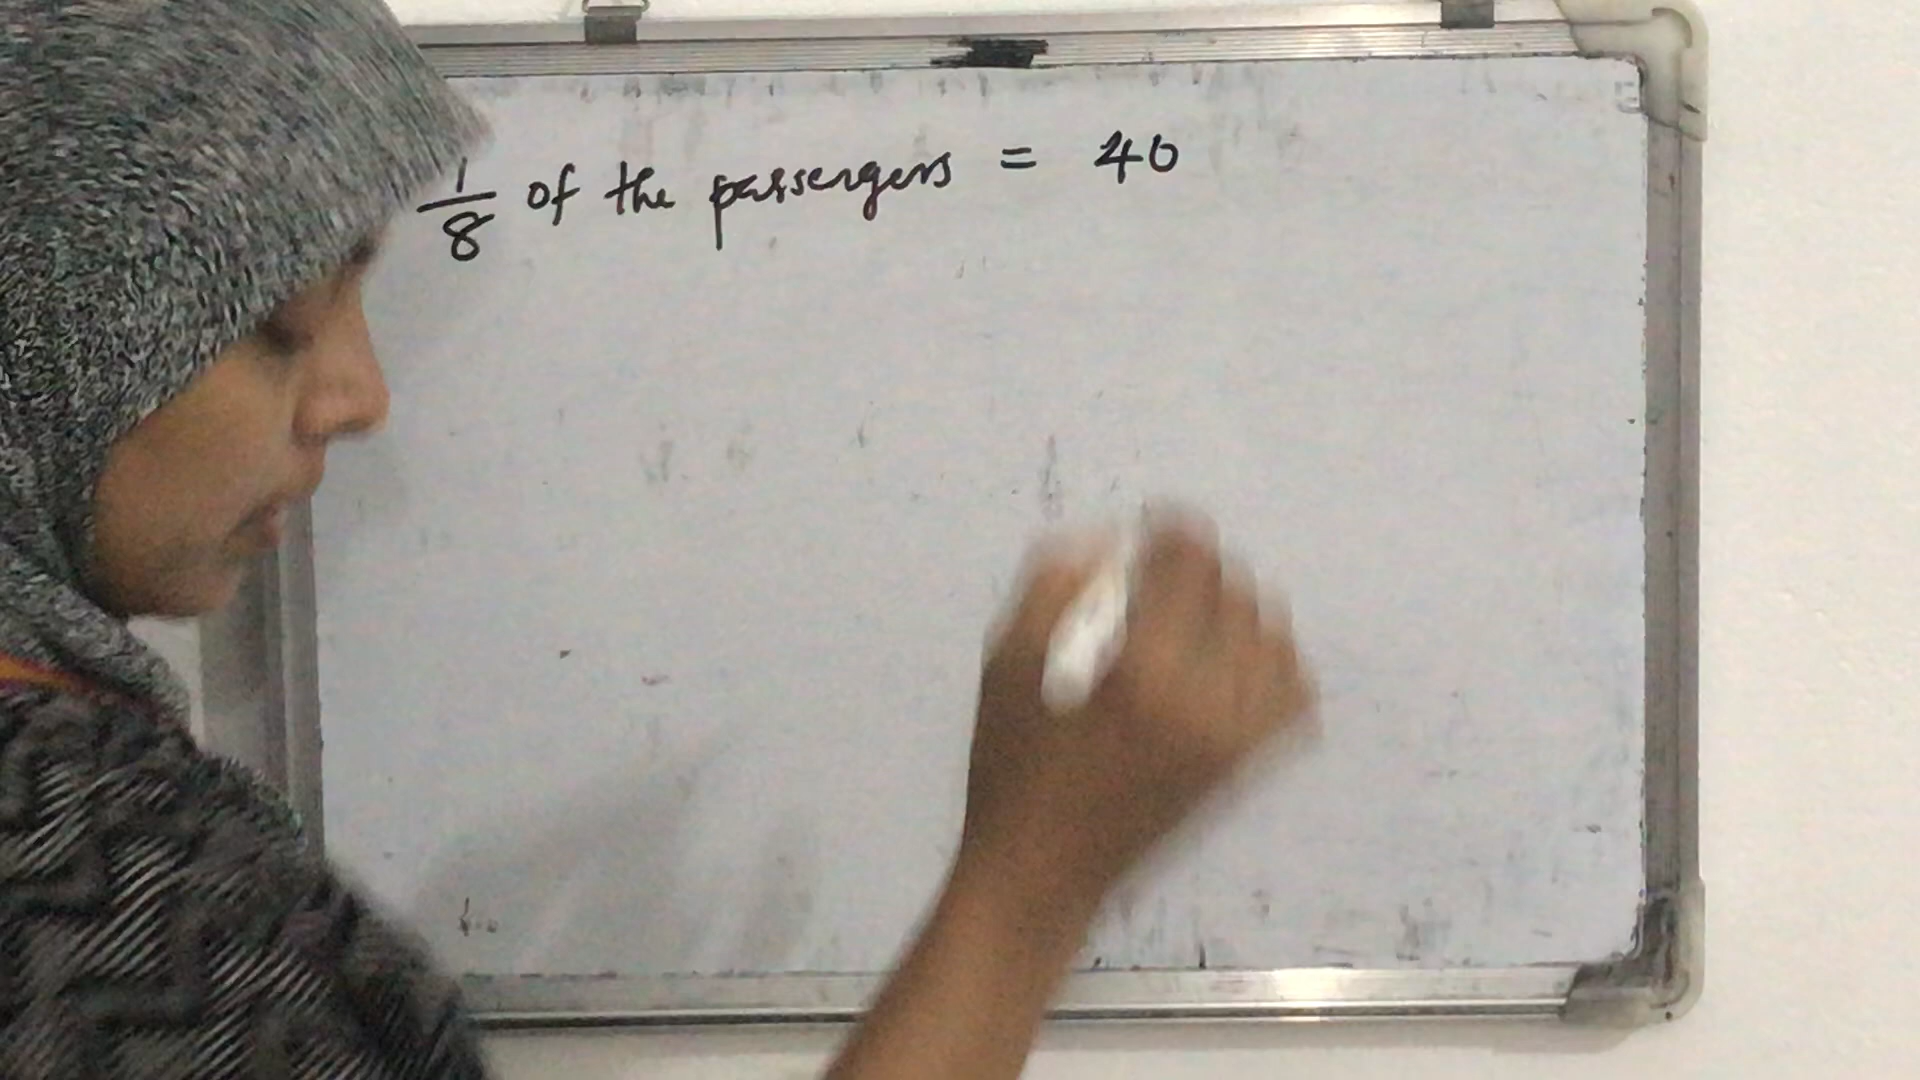 1/8 of the passengers = 40